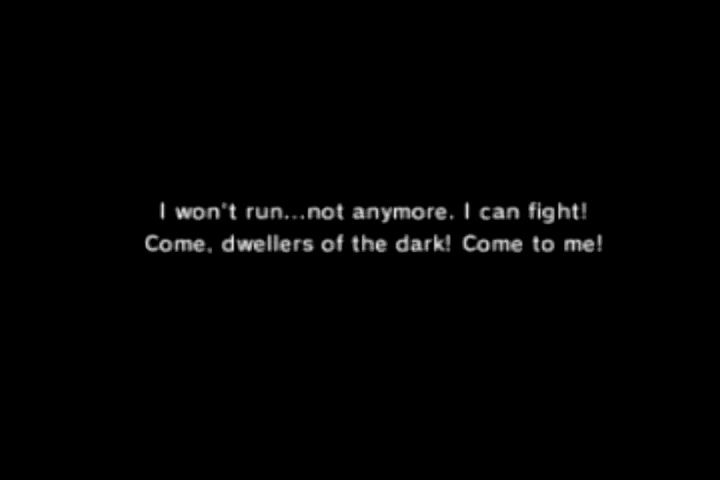 I won't run...not anymore. I can fight!
Come, dwellers of the dark! Come to me!